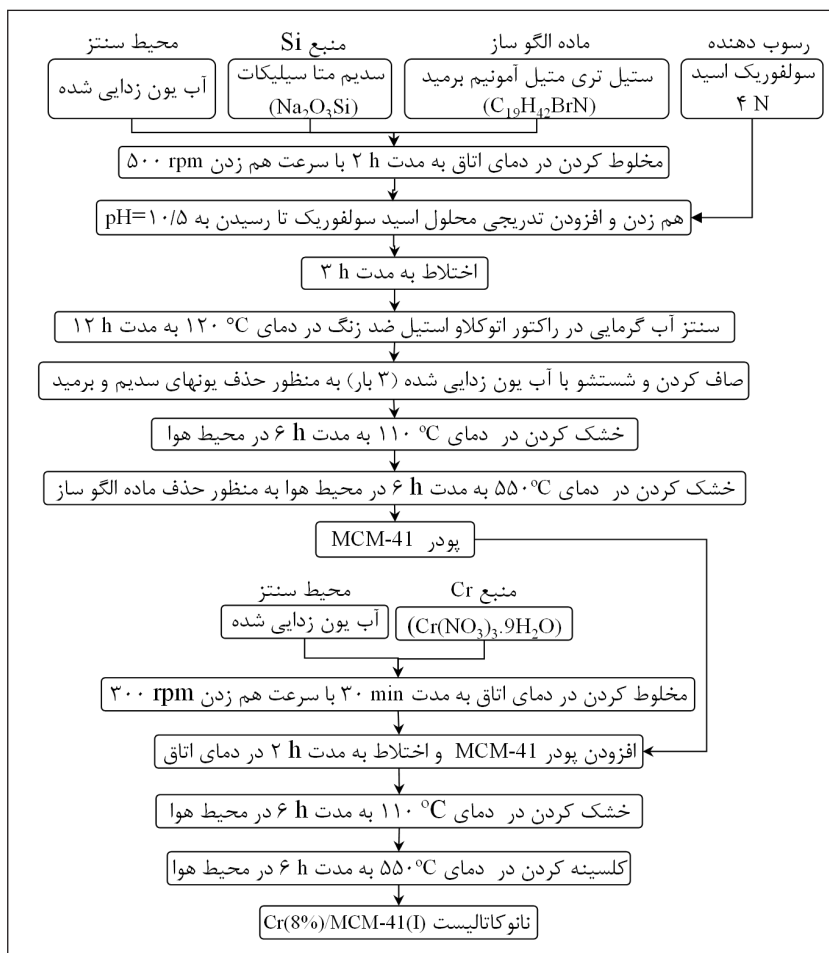 رسوب دهنده
ماده الگو ساز
منبع Si
محیط سنتز
سولفوریک اسید
۴ N
ستیل تری متیل آمونیم برمید
(C₁₉H₄₂BrN)
سدیم متا سیلیکات
(Na₂O₃Si)
آب یون زدایی شده
مخلوط کردن در دمای اتاق به مدت ۲ h با سرعت هم زدن ۵۰۰ rpm
هم زدن و افزودن تدریجی محلول اسید سولفوریک تا رسیدن به pH=۱۰/۵
اختلاط به مدت ۳ h
سنتز آب گرمایی در راکتور اتوکلاو استیل ضد زنگ در دمای ۱۲۰ °C به مدت ۱۲ h
صاف کردن و شستشو با آب یون زدایی شده (۳ بار) به منظور حذف یونهای سدیم و برمید
خشک کردن در دمای ۱۱۰ °C به مدت ۶ h در محیط هوا
خشک کردن در دمای ۵۵۰°C به مدت ۶ h در محیط هوا به منظور حذف ماده الگو ساز
پودر MCM-41
منبع Cr
محیط سنتز
(Cr(NO₃)₃.9H₂O)
آب یون زدایی شده
مخلوط کردن در دمای اتاق به مدت ۳۰ min با سرعت هم زدن ۳۰۰ rpm
افزودن پودر MCM-41 و اختلاط به مدت ۲ h در دمای اتاق
خشک کردن در دمای ۱۱۰ °C به مدت ۶ h در محیط هوا
کلسینه کردن در دمای ۵۵۰°C به مدت ۶ h در محیط هوا
نانوکاتالیست Cr(8%)/MCM-41(I)